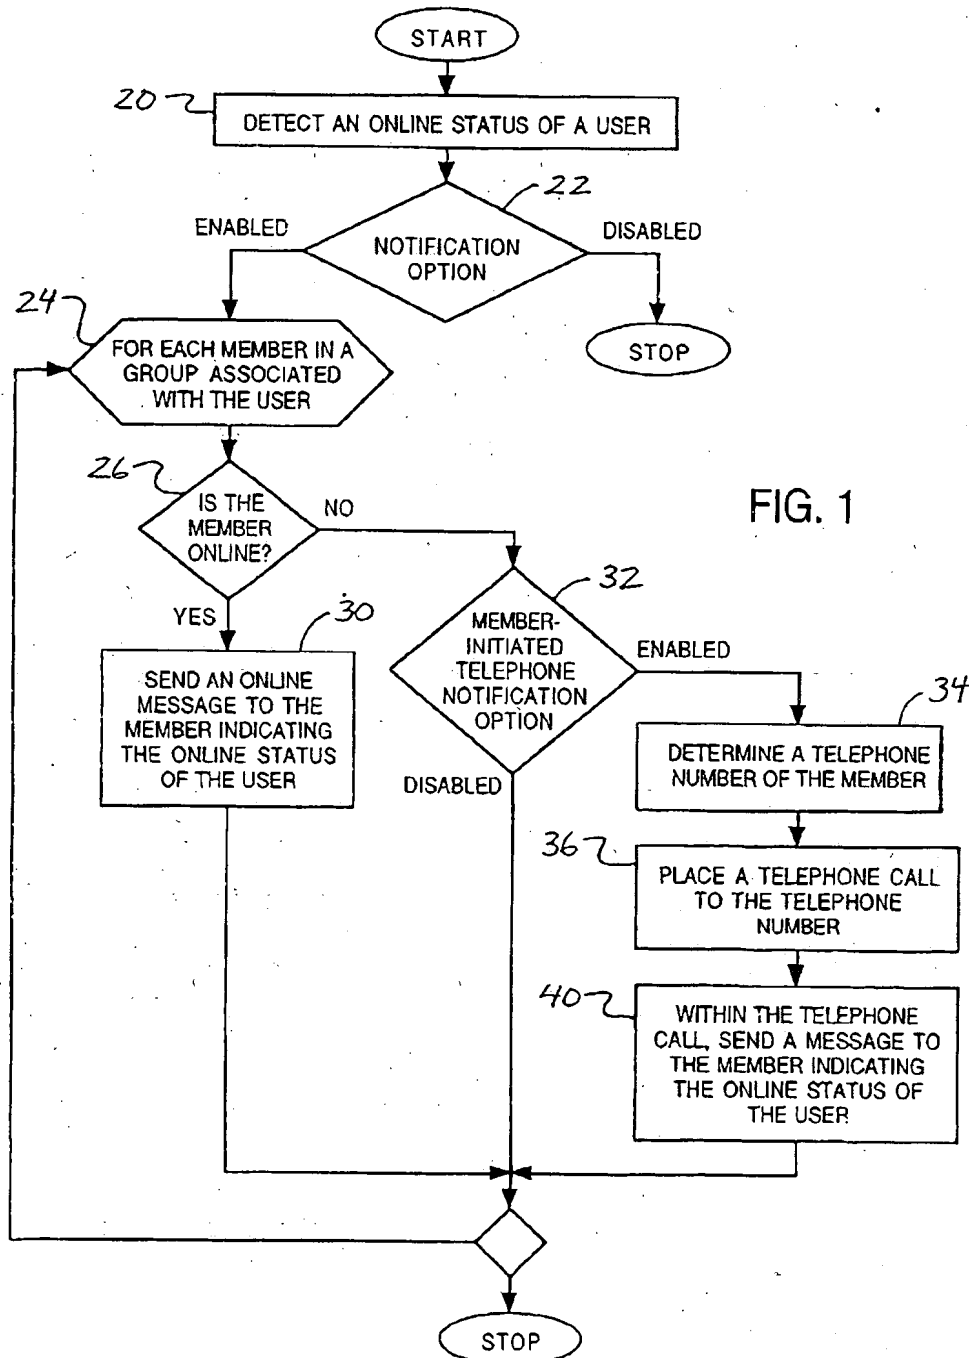 START
20
DETECT AN ONLINE STATUS OF A USER
22
ENABLED
DISABLED
NOTIFICATION
OPTION
24
STOP
FOR EACH MEMBER IN A
GROUP ASSOCIATED
WITH THE USER
26
IS THE
MEMBER
ONLINE?
NO
FIG. 1
32
YES
30
MEMBER-
INITIATED
TELEPHONE
NOTIFICATION
OPTION
ENABLED
DISABLED
SEND AN ONLINE
MESSAGE TO THE
MEMBER INDICATING
THE ONLINE STATUS
OF THE USER
34
DETERMINE A TELEPHONE
NUMBER OF THE MEMBER
36
PLACE A TELEPHONE CALL
TO THE TELEPHONE
NUMBER
40
WITHIN THE TELEPHONE
CALL, SEND A MESSAGE TO
THE MEMBER INDICATING
THE ONLINE STATUS OF
THE USER
STOP